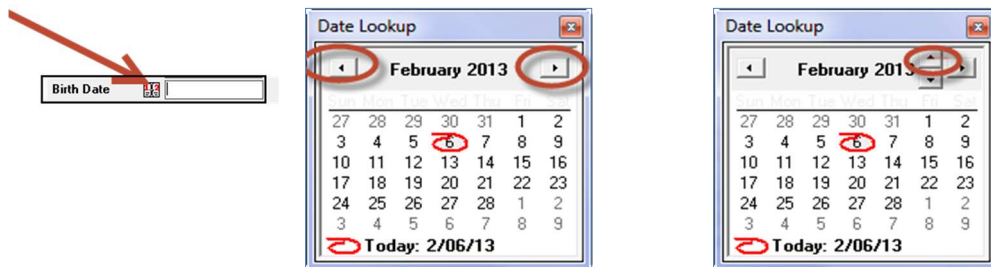 Birth Date
Date Lookup
February 2013
Sun Mon Tue Wed Thu Fri Sat
27 28 29 30 31 1 2
3 4 5 6 7 8 9
10 11 12 13 14 15 16
17 18 19 20 21 22 23
24 25 26 27 28 1 2
3 4 5 6 7 8 9
Today: 2/06/13
Date Lookup
February 2013
Sun Mon Tue Wed Thu Fri Sat
27 28 29 30 31 1 2
3 4 5 6 7 8 9
10 11 12 13 14 15 16
17 18 19 20 21 22 23
24 25 26 27 28 1 2
3 4 5 6 7 8 9
Today: 2/06/13